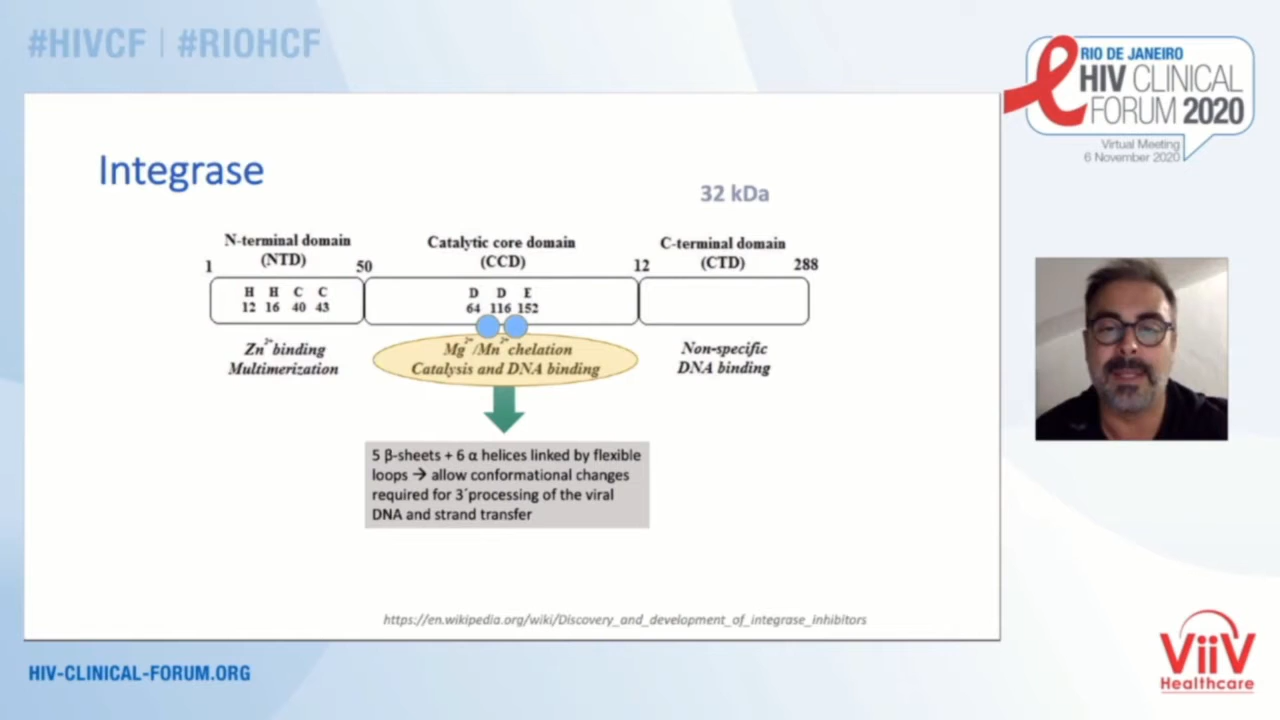 #HIVCF | #RIOHCF
RIO DE JANEIRO
HIV CLINICAL
FORUM 2020
Virtual Meeting
6 November 2020
Integrase
32 kDa
N-terminal domain
(NTD)
Catalytic core domain
(CCD)
C-terminal domain
(CTD)
1
50
12
288
H H C C
12 16 40 43
D D E
64 116 152
Zn2+ binding
Multimerization
Mg2+/Mn2+ chelation
Catalysis and DNA binding
Non-specific
DNA binding
5 β-sheets + 6 α helices linked by flexible
loops → allow conformational changes
required for 3´processing of the viral
DNA and strand transfer
https://en.wikipedia.org/wiki/Discovery_and_development_of_integrase_inhibitors
HIV-CLINICAL-FORUM.ORG
ViiV
Healthcare